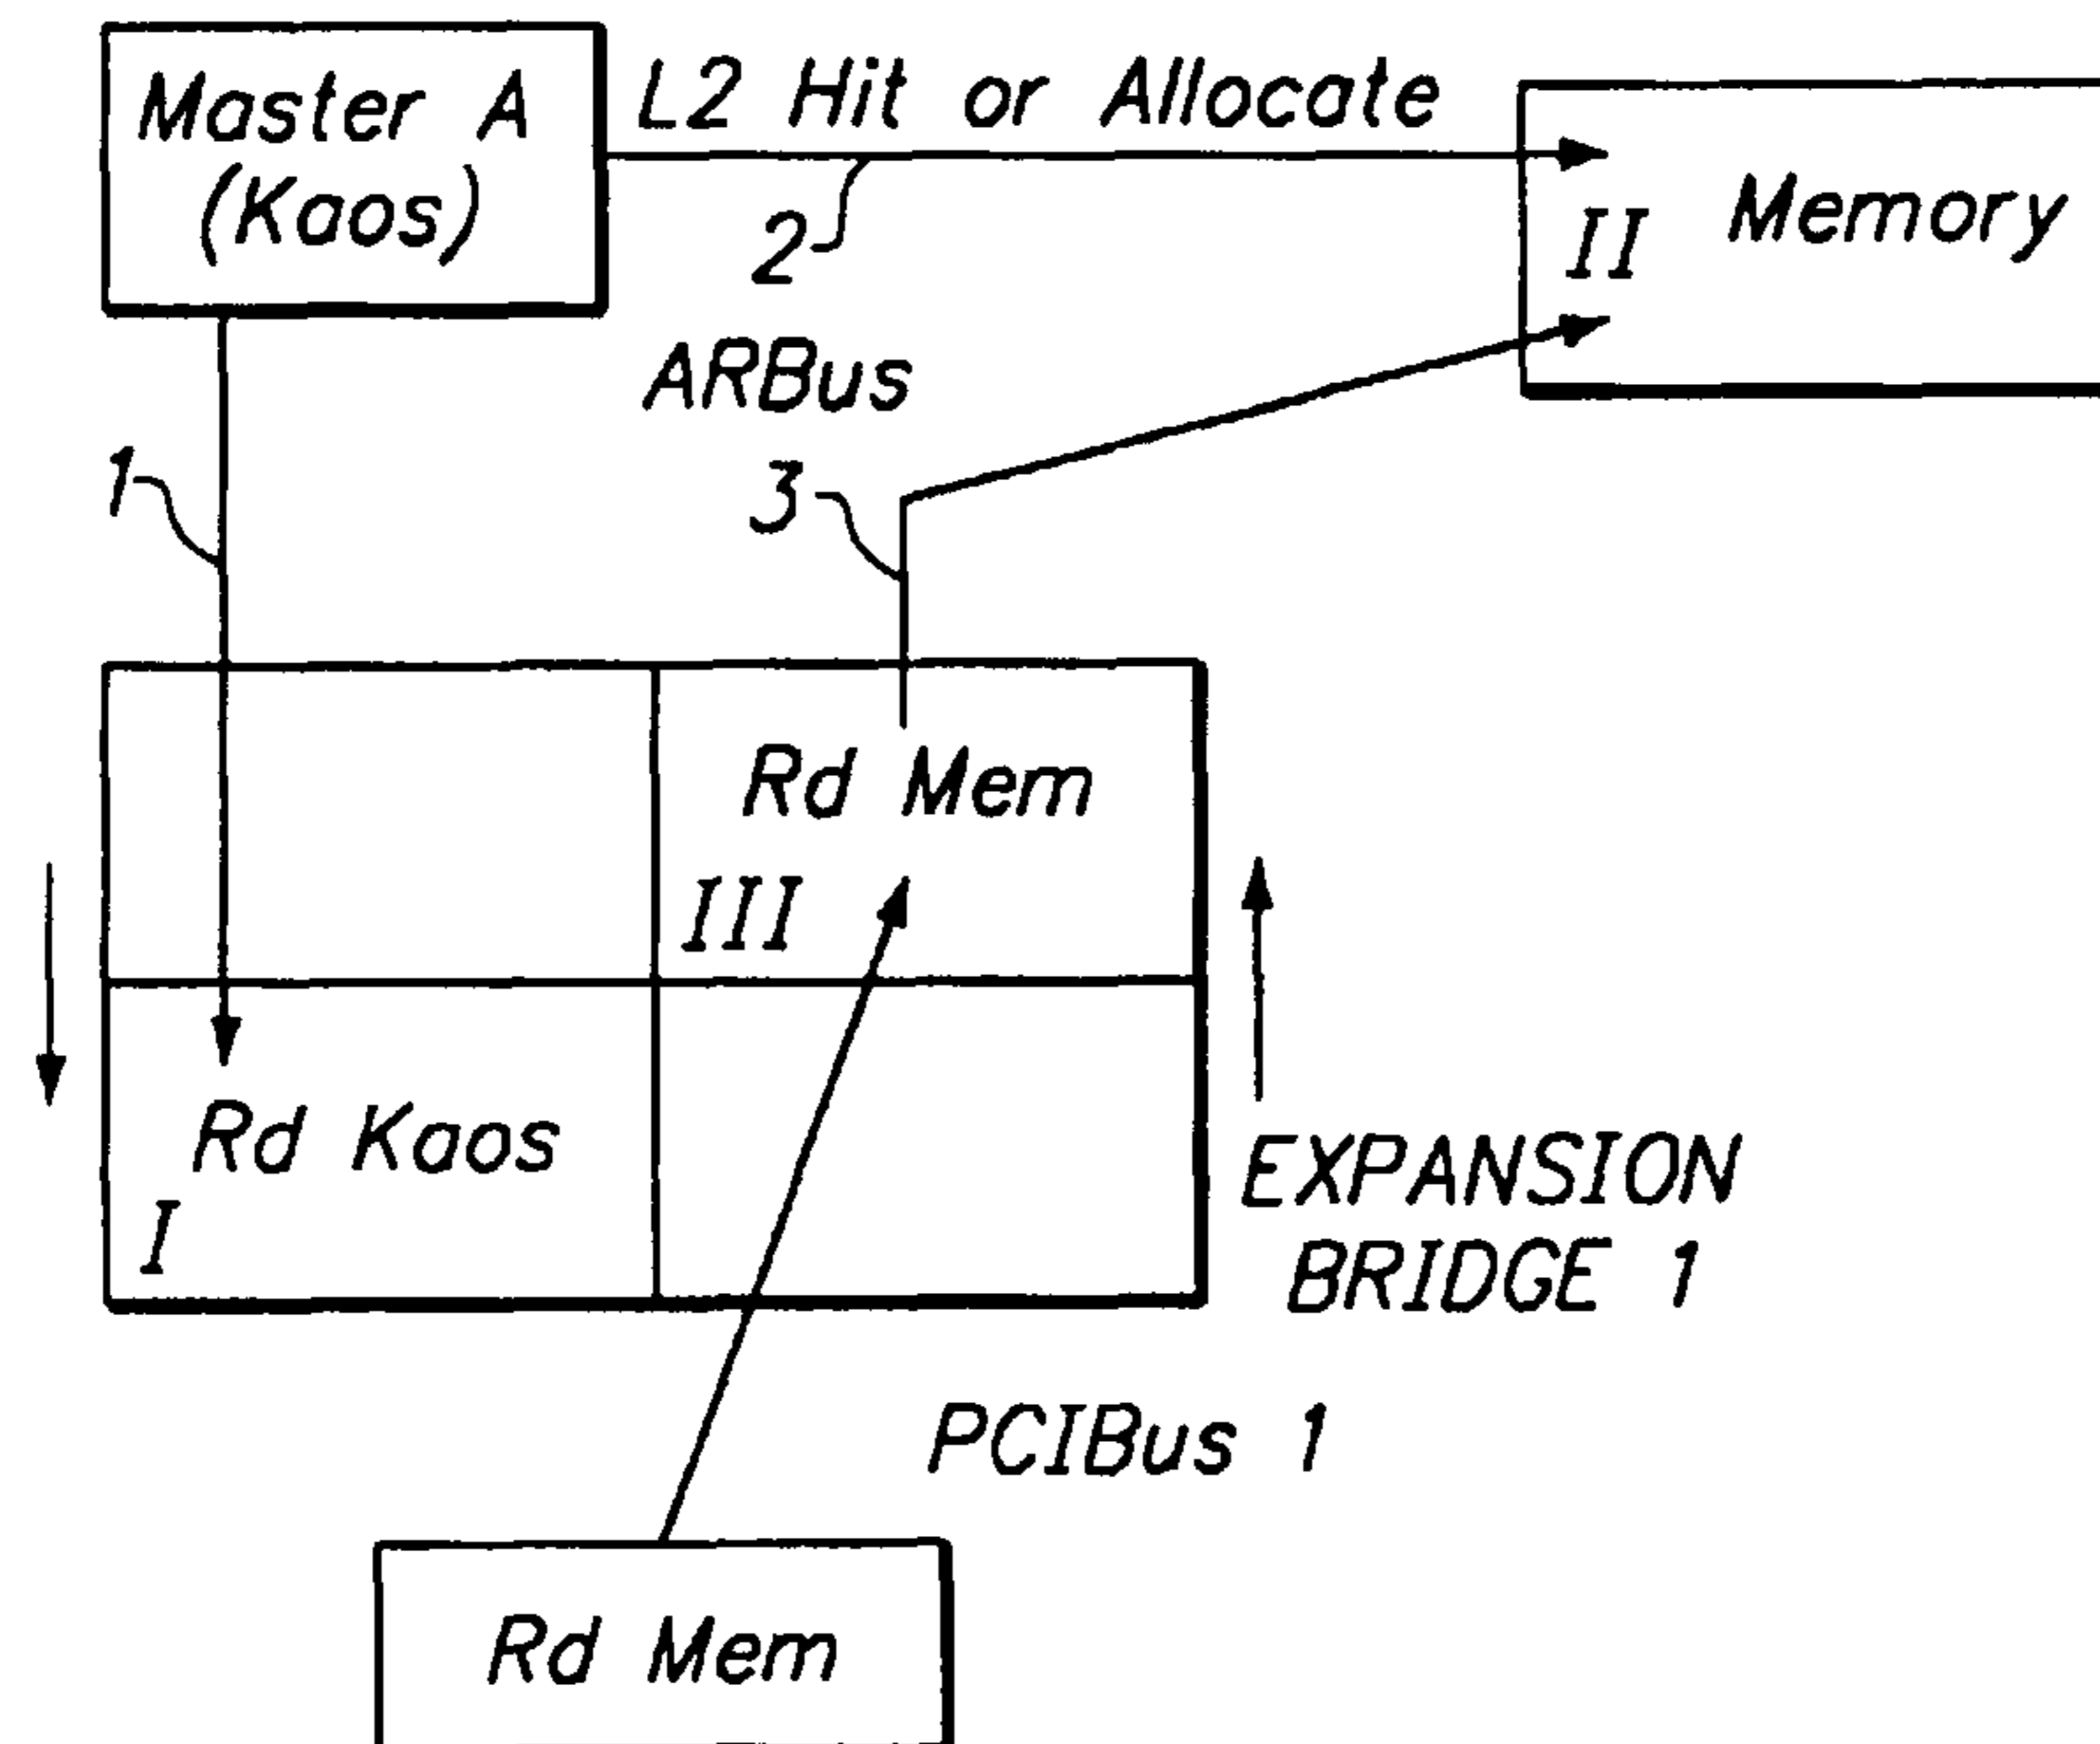 Master A
(Kaos)
L2 Hit or Allocate
2
II
Memory
ARBus
1
3
Rd Mem
III
Rd Kaos
I
EXPANSION
BRIDGE 1
PCIBus 1
Rd Mem